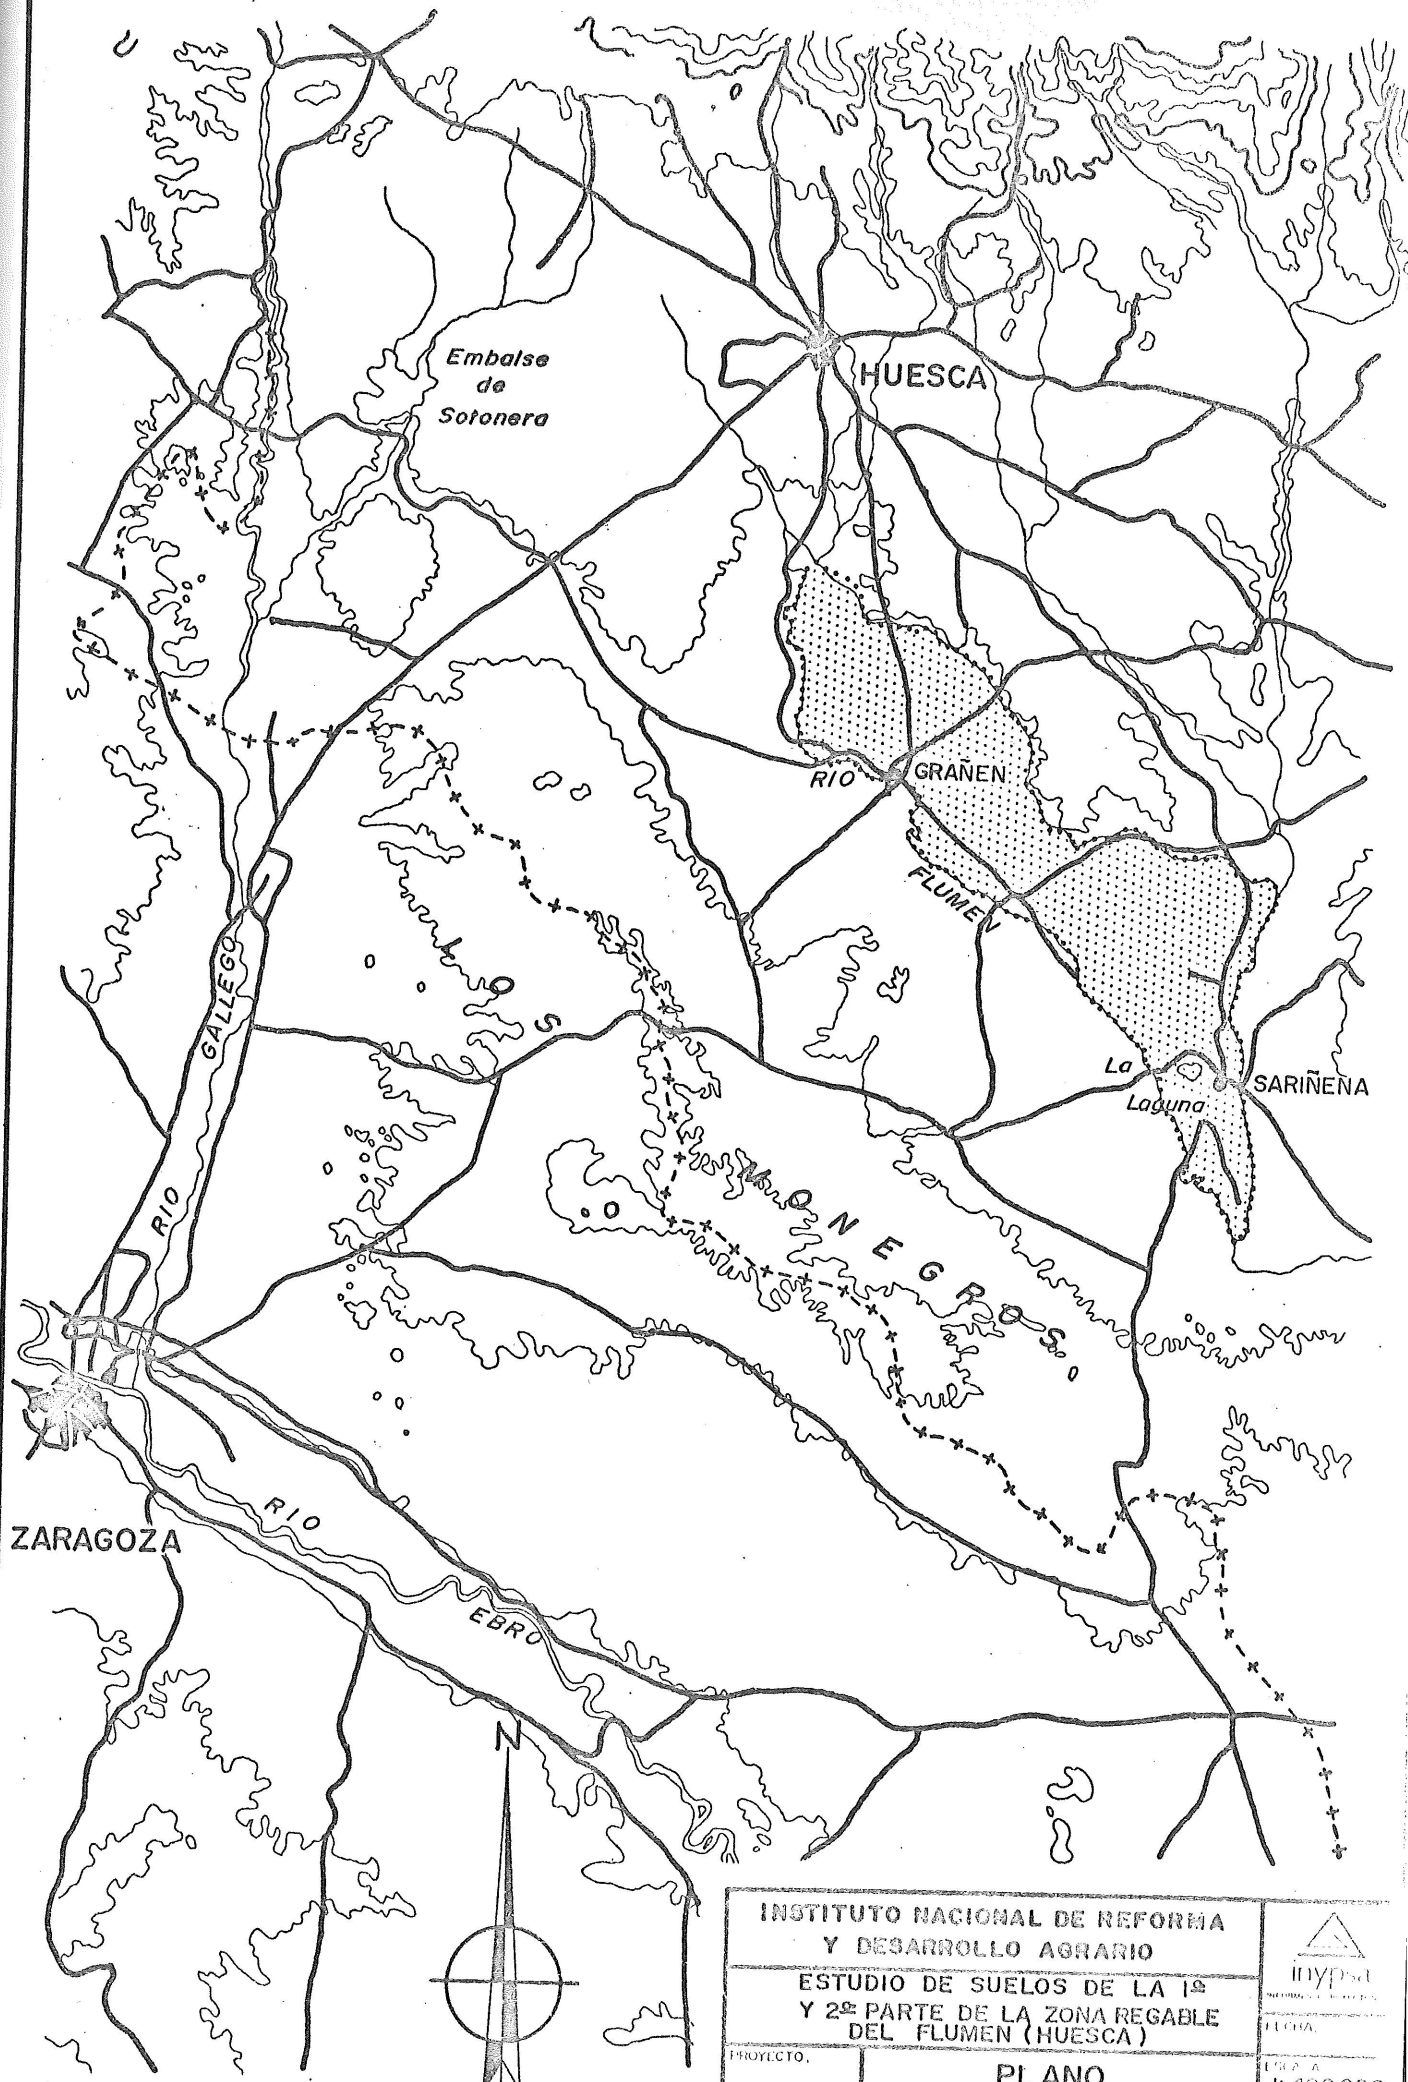 Embalse
de
Sotonera
HUESCA
RIO
GRAÑEN
FLUMEN
GALLEGO
LOS
La
Laguna
SARIÑENA
RIO
MONEGROS
RIO
ZARAGOZA
EBRO
N
INSTITUTO NACIONAL DE REFORMA
Y DESARROLLO AGRARIO
ESTUDIO DE SUELOS DE LA 1ª
Y 2ª PARTE DE LA ZONA REGABLE
DEL FLUMEN (HUESCA)
inypsa
FECHA.
PROYECTO.
PLANO
ESCALA